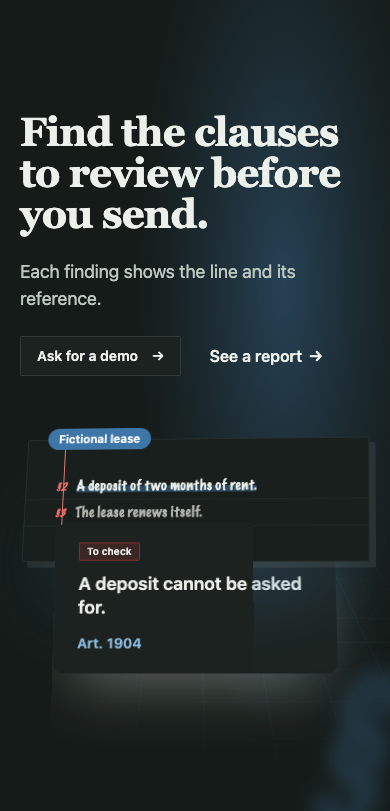 Find the clauses
to review before
you send.
Each finding shows the line and its
reference.
Ask for a demo →
See a report →
Fictional lease
§2 A deposit of two months of rent.
§3 The lease renews itself.
To check
A deposit cannot be asked
for.
Art. 1904